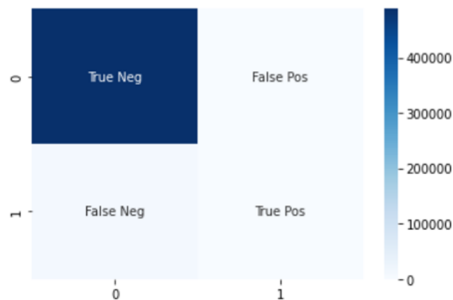 400000
0
True Neg
False Pos
300000
200000
1
False Neg
True Pos
100000
0
0
1